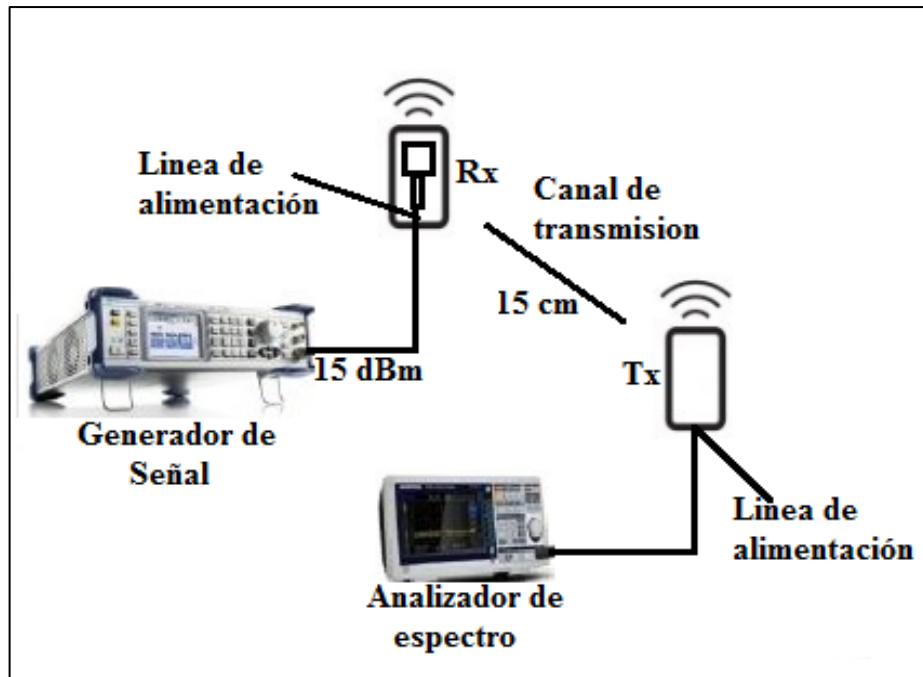 Linea de
alimentación
Rx
Canal de
transmision
15 cm
15 dBm
Tx
Generador de
Señal
Linea de
alimentación
Analizador de
espectro